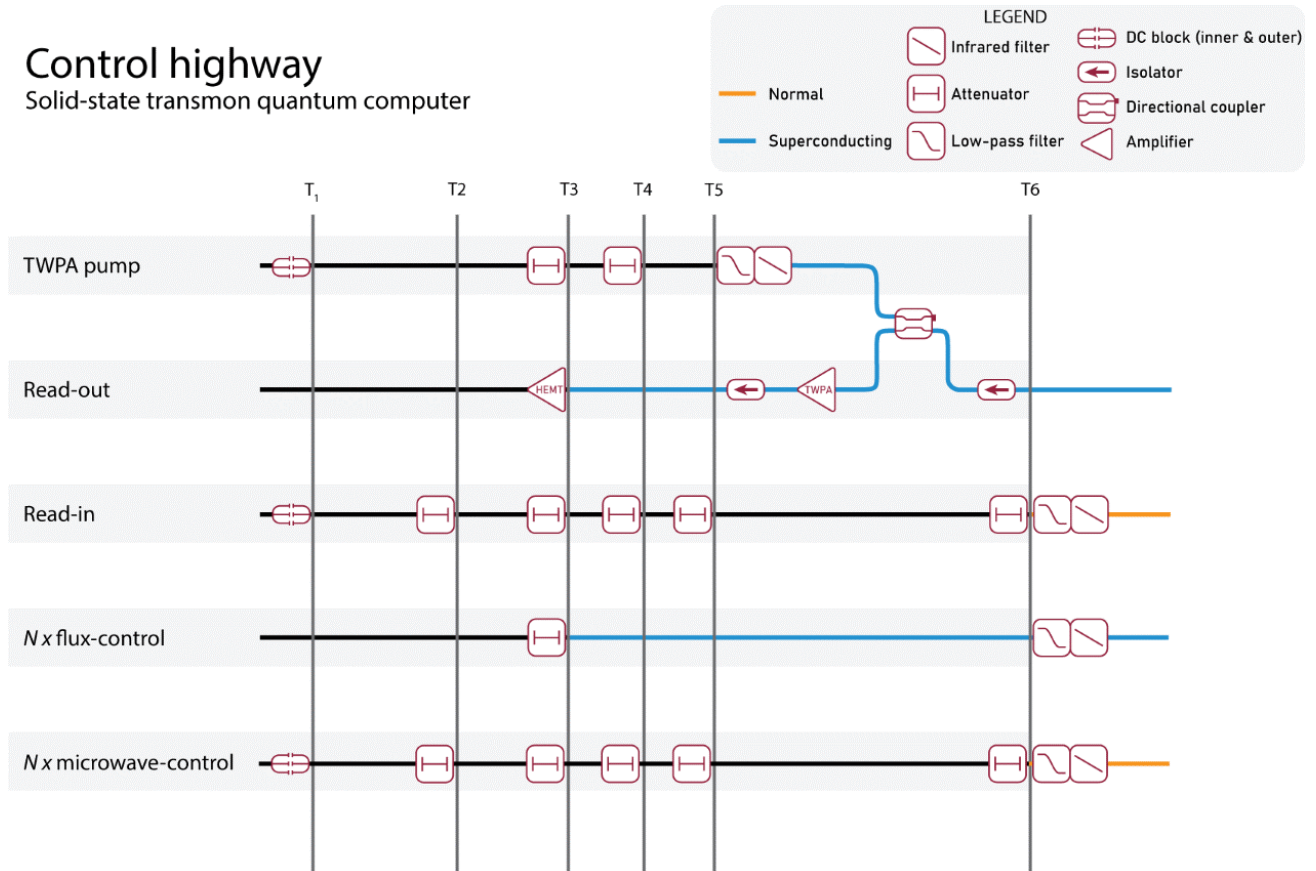 Control highway
Solid-state transmon quantum computer
LEGEND
Normal
Superconducting
Infrared filter
Attenuator
Low-pass filter
DC block (inner & outer)
Isolator
Directional coupler
Amplifier
T1 T2 T3 T4 T5 T6
TWPA pump
Read-out
HEMT
TWPA
Read-in
N x flux-control
N x microwave-control